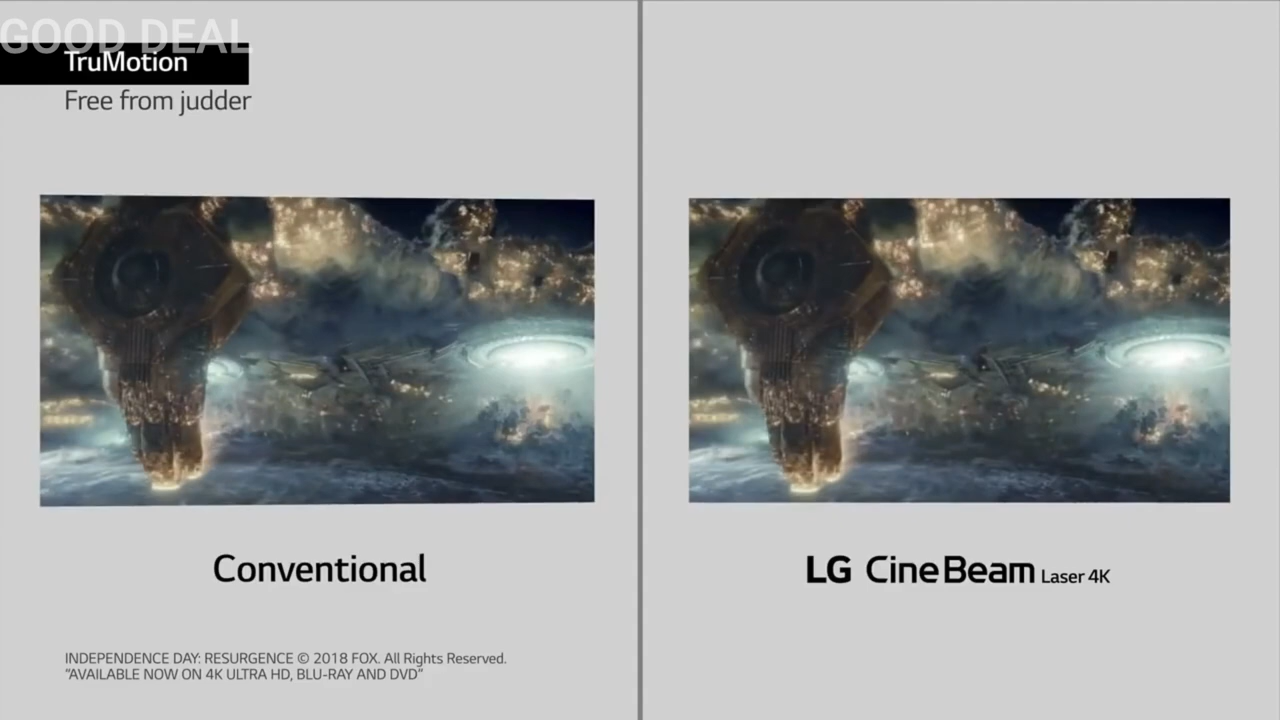 GOOD DEAL
TruMotion
Free from judder
Conventional
LG CineBeam Laser 4K
INDEPENDENCE DAY: RESURGENCE © 2018 FOX. All Rights Reserved.
“AVAILABLE NOW ON 4K ULTRA HD, BLU-RAY AND DVD”